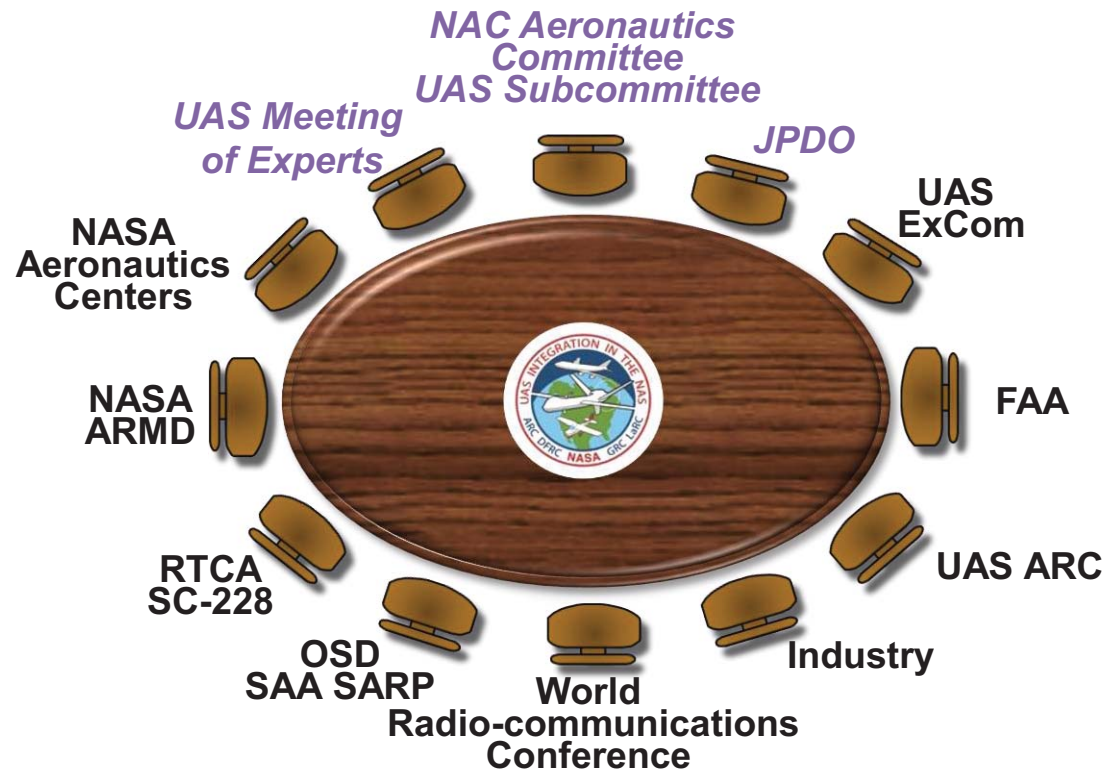 NAC Aeronautics
Committee
UAS Subcommittee
UAS Meeting
of Experts
JPDO
UAS
ExCom
NASA
Aeronautics
Centers
NASA
ARMD
FAA
UAS INTEGRATION IN THE NAS
ARC DFRC NASA GRC LaRC
RTCA
SC-228
UAS ARC
OSD
SAA SARP
Industry
World
Radio-communications
Conference